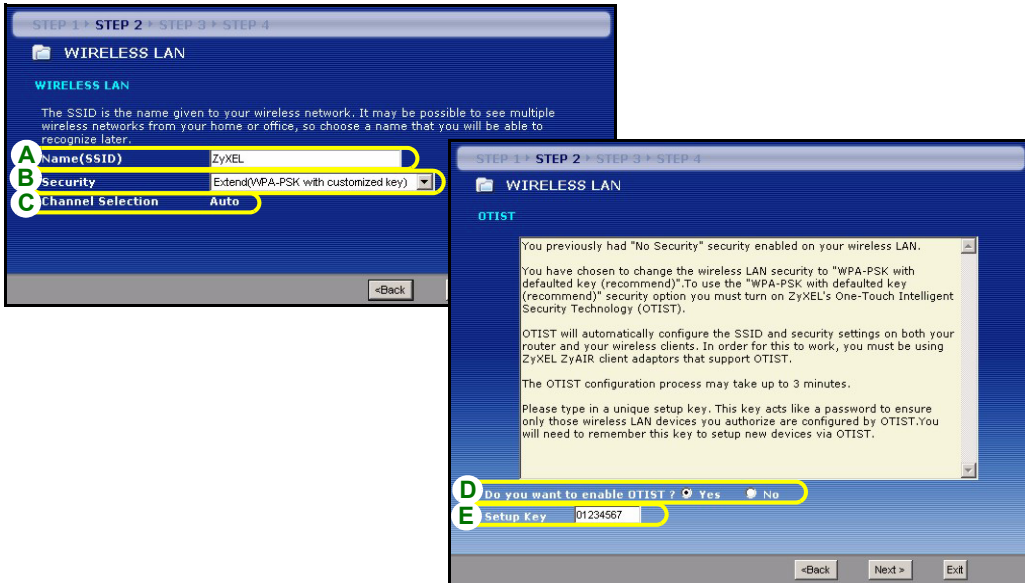 STEP 1 STEP 2 STEP 3 STEP 4
WIRELESS LAN
WIRELESS LAN
The SSID is the name given to your wireless network. It may be possible to see multiple
wireless networks from your home or office, so choose a name that you will be able to
recognize later.
A Name(SSID) ZyXEL
B Security Extend(WPA-PSK with customized key)
C Channel Selection Auto
<Back
STEP 1 STEP 2 STEP 3 STEP 4
WIRELESS LAN
OTIST
You previously had "No Security" security enabled on your wireless LAN.
You have chosen to change the wireless LAN security to "WPA-PSK with
defaulted key (recommend)".To use the "WPA-PSK with defaulted key
(recommend)" security option you must turn on ZyXEL's One-Touch Intelligent
Security Technology (OTIST).
OTIST will automatically configure the SSID and security settings on both your
router and your wireless clients. In order for this to work, you must be using
ZyXEL ZyAIR client adaptors that support OTIST.
The OTIST configuration process may take up to 3 minutes.
Please type in a unique setup key. This key acts like a password to ensure
only those wireless LAN devices you authorize are configured by OTIST.You
will need to remember this key to setup new devices via OTIST.
D Do you want to enable OTIST ? Yes No
E Setup Key 01234567
<Back Next > Exit